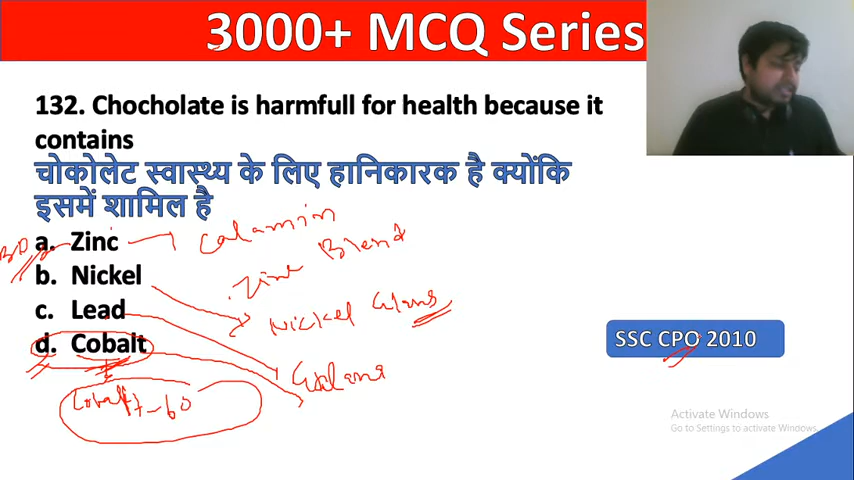 3000+ MCQ Series
132. Chocholate is harmfull for health because it
contains
चोकोलेट स्वास्थ्य के लिए हानिकारक है क्योंकि
इसमें शामिल है
a. Zinc
Calamin
Zinc Blend
b. Nickel
Nickel Glans
c. Lead
d. Cobalt
Cobalt-60
SSC CPO 2010
Activate Windows
Go to Settings to activate Windows.